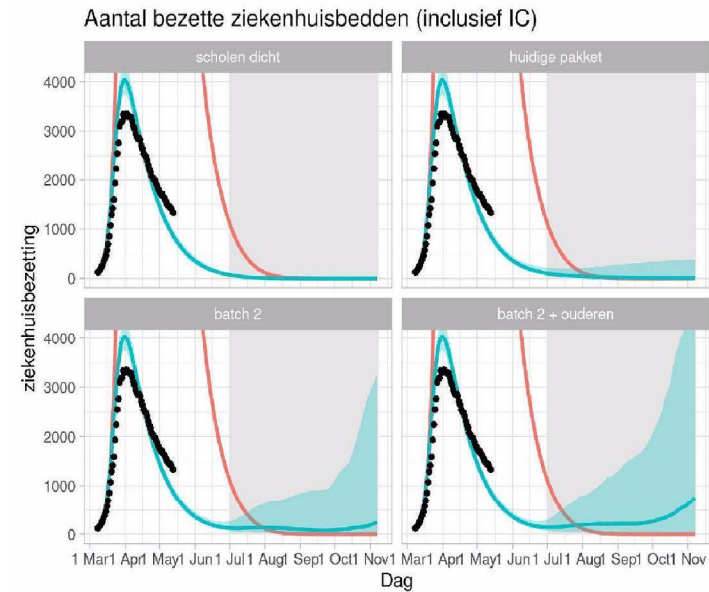 Aantal bezette ziekenhuisbedden (inclusief IC)
scholen dicht
huidige pakket
4000
3000
2000
1000
0
ziekenhuisbezetting
batch 2
batch 2 + ouderen
4000
3000
2000
1000
0
1 Mar1 Apr1 May1 Jun1 Jul1 Aug1 Sep1 Oct1 Nov
1 Mar1 Apr1 May1 Jun1 Jul1 Aug1 Sep1 Oct1 Nov
Dag